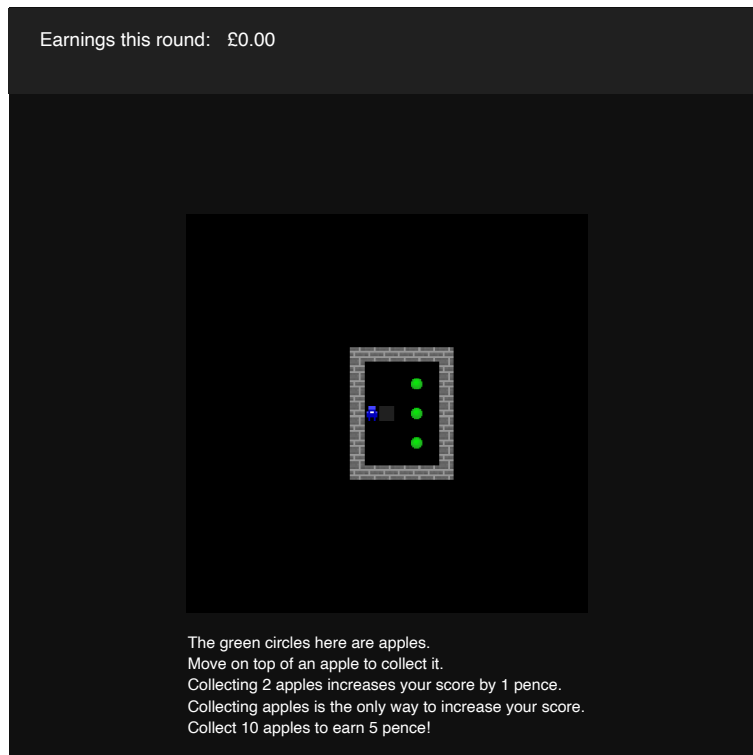 Earnings this round: £0.00
The green circles here are apples.
Move on top of an apple to collect it.
Collecting 2 apples increases your score by 1 pence.
Collecting apples is the only way to increase your score.
Collect 10 apples to earn 5 pence!